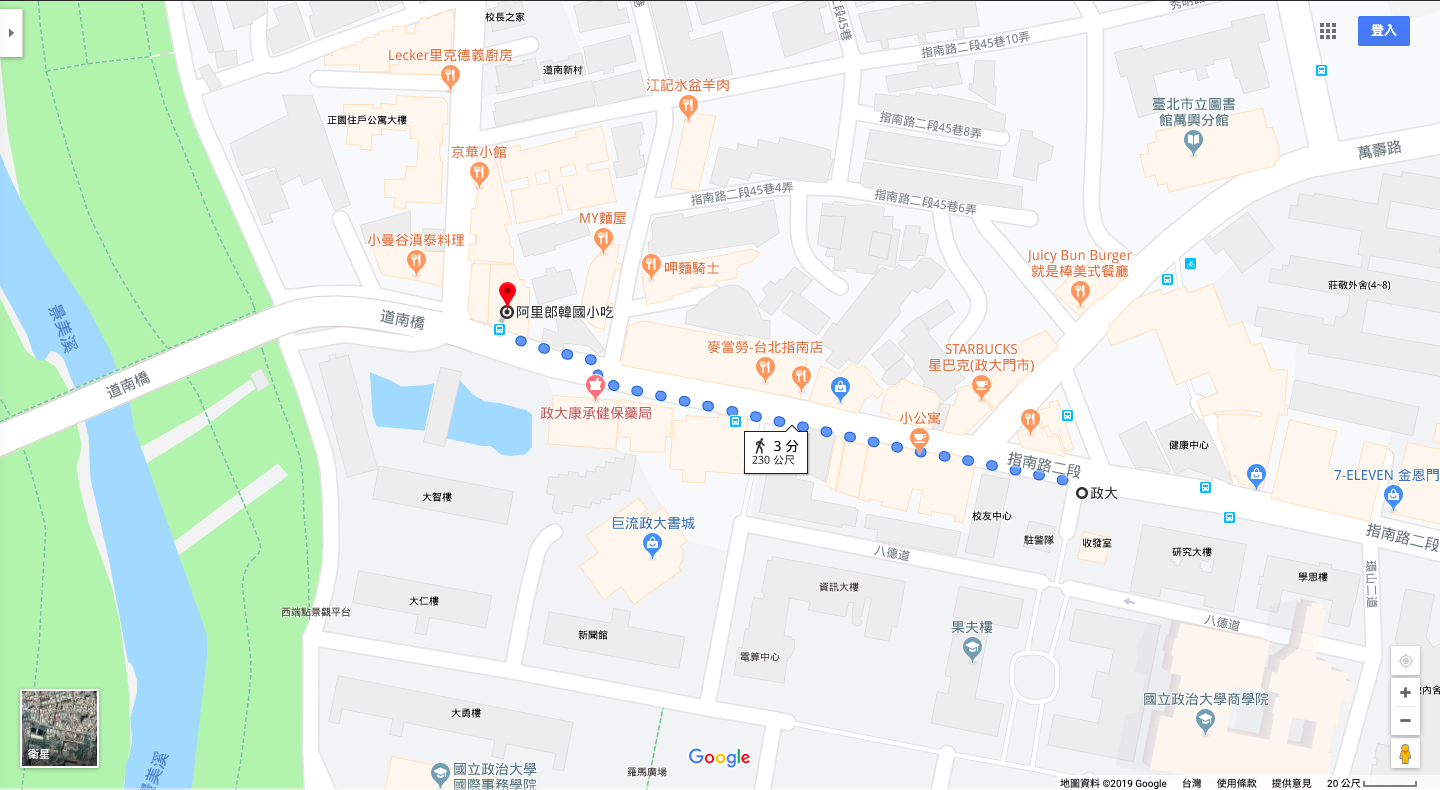 校長之家
秀明路
指南路二段45巷
登入
Lecker里克德義廚房
道南新村
指南路二段45巷10弄
江記水盆羊肉
臺北市立圖書
館萬興分館
正園住戶公寓大樓
指南路二段45巷8弄
京華小館
萬壽路
指南路二段45巷4弄
指南路二段45巷6弄
MY麵屋
小曼谷滇泰料理
呷麵騎士
Juicy Bun Burger
就是棒美式餐廳
莊敬外舍(4~8)
景美溪
道南橋
阿里郎韓國小吃
麥當勞-台北指南店
STARBUCKS
星巴克(政大門市)
道南橋
政大康承健保藥局
小公寓
3 分
230 公尺
健康中心
指南路二段
7-ELEVEN 金恩門
政大
大智樓
校友中心
巨流政大書城
駐警隊
收發室
指南路二段
八德道
研究大樓
環山二道
學思樓
資訊大樓
大仁樓
西端點景觀平台
八德道
果夫樓
新聞館
電算中心
國立政治大學商學院
大勇樓
衛星
景美溪
國立政治大學
國際事務學院
羅馬廣場
Google
地圖資料 ©2019 Google
台灣
使用條款
提供意見
20 公尺